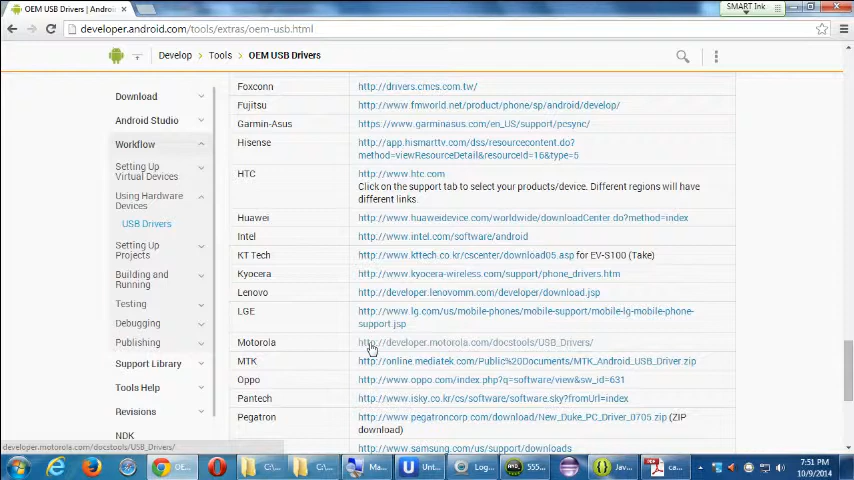 OEM USB Drivers | Andro
SMART Ink
developer.android.com/tools/extras/oem-usb.html
Develop > Tools > OEM USB Drivers
Download
Android Studio
Workflow
Setting Up
Virtual Devices
Using Hardware
Devices
USB Drivers
Setting Up
Projects
Building and
Running
Testing
Debugging
Publishing
Support Library
Tools Help
Revisions
NDK
Foxconn http://drivers.cmcs.com.tw/
Fujitsu http://www.fmworld.net/product/phone/sp/android/develop/
Garmin-Asus https://www.garminasus.com/en_US/support/pcsync/
Hisense http://app.hismarttv.com/dss/resourcecontent.do?
method=viewResourceDetail&resourceId=16&type=5
HTC http://www.htc.com
Click on the support tab to select your products/device. Different regions will have
different links.
Huawei http://www.huaweidevice.com/worldwide/downloadCenter.do?method=index
Intel http://www.intel.com/software/android
KT Tech http://www.kttech.co.kr/cscenter/download05.asp for EV-S100 (Take)
Kyocera http://www.kyocera-wireless.com/support/phone_drivers.htm
Lenovo http://developer.lenovomm.com/developer/download.jsp
LGE http://www.lg.com/us/mobile-phones/mobile-support/mobile-lg-mobile-phone-
support.jsp
Motorola http://developer.motorola.com/docstools/USB_Drivers/
MTK http://online.mediatek.com/Public%20Documents/MTK_Android_USB_Driver.zip
Oppo http://www.oppo.com/index.php?q=software/view&sw_id=631
Pantech http://www.isky.co.kr/cs/software/software.sky?fromUrl=index
Pegatron http://www.pegatroncorp.com/download/New_Duke_PC_Driver_0705.zip (ZIP
download)
http://www.samsung.com/us/support/downloads
developer.motorola.com/docstools/USB_Drivers/
OE... C:\... C:\... Ma... Unt... Log... 555... Jav... ca...
7:51 PM
10/9/2014